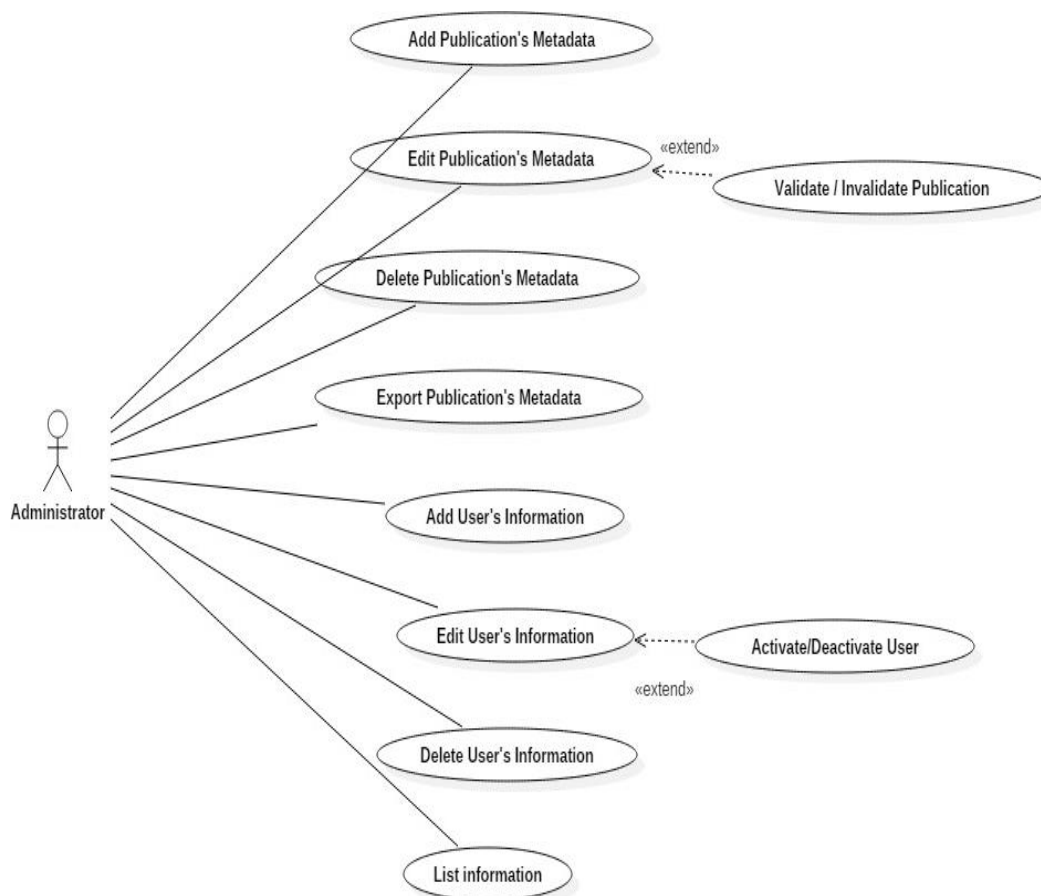 Add Publication's Metadata
Edit Publication's Metadata
«extend»
Validate / Invalidate Publication
Delete Publication's Metadata
Export Publication's Metadata
Administrator
Add User's Information
Edit User's Information
Activate/Deactivate User
«extend»
Delete User's Information
List information